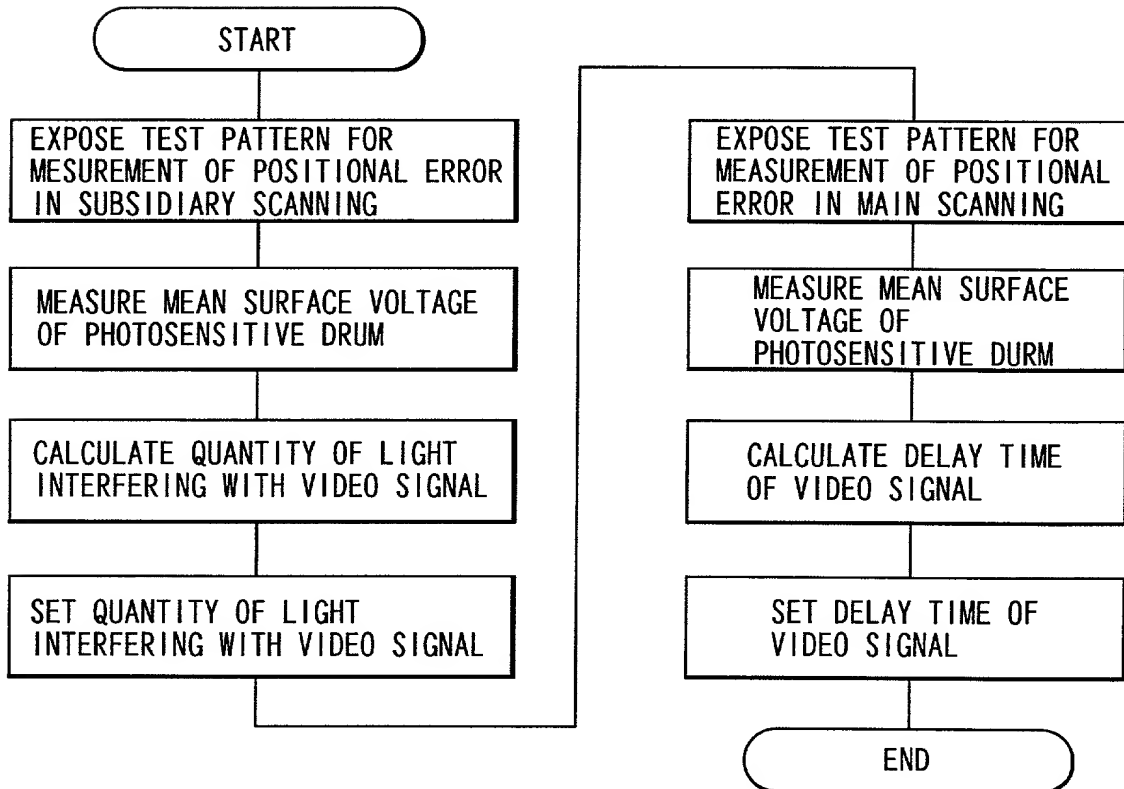 START
EXPOSE TEST PATTERN FOR
MESUREMENT OF POSITIONAL ERROR
IN SUBSIDIARY SCANNING
MEASURE MEAN SURFACE VOLTAGE
OF PHOTOSENSITIVE DRUM
CALCULATE QUANTITY OF LIGHT
INTERFERING WITH VIDEO SIGNAL
SET QUANTITY OF LIGHT
INTERFERING WITH VIDEO SIGNAL
EXPOSE TEST PATTERN FOR
MEASUREMENT OF POSITIONAL
ERROR IN MAIN SCANNING
MEASURE MEAN SURFACE
VOLTAGE OF
PHOTOSENSITIVE DURM
CALCULATE DELAY TIME
OF VIDEO SIGNAL
SET DELAY TIME OF
VIDEO SIGNAL
END